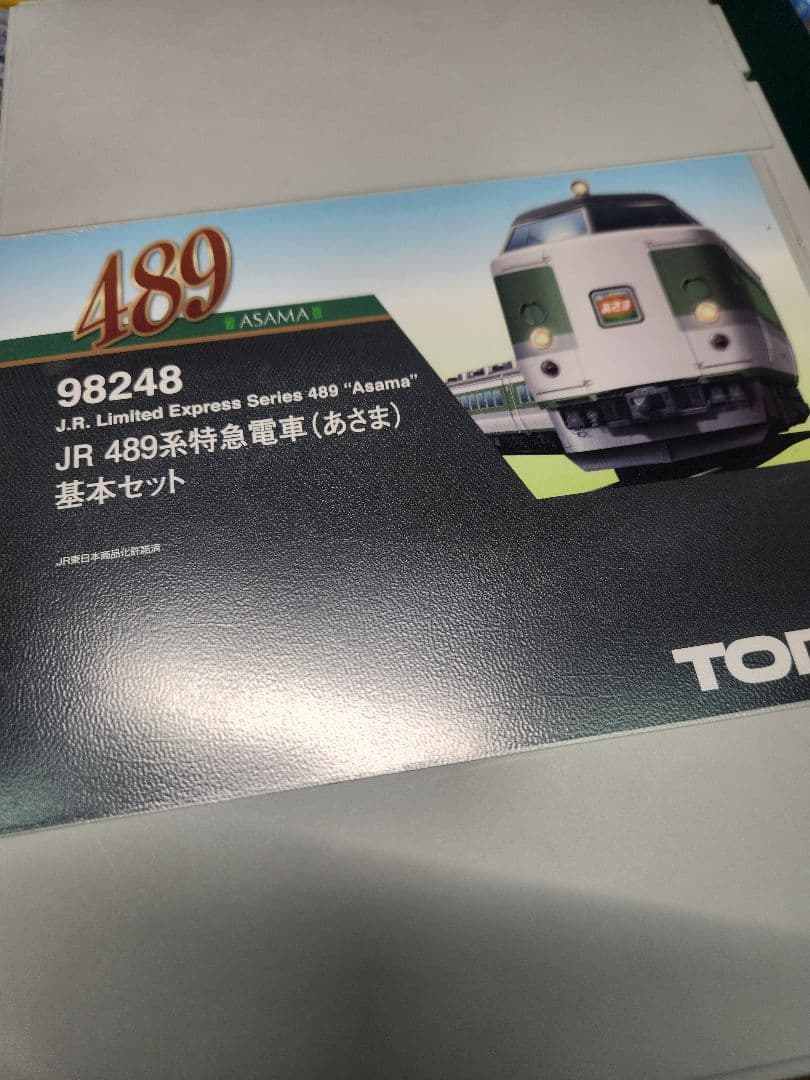 489
ASAMA
98248
J.R. Limited Express Series 489 “Asama”
JR 489系特急電車(あさま)
基本セット
JR東日本商品化許諾済
あさま